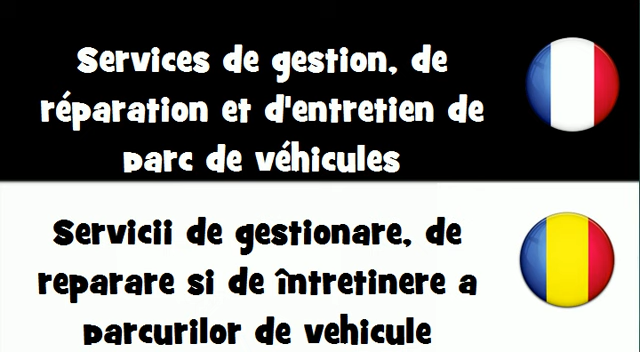 Services de gestion, de
réparation et d'entretien de
parc de véhicules
Servicii de gestionare, de
reparare si de întretinere a
parcurilor de vehicule